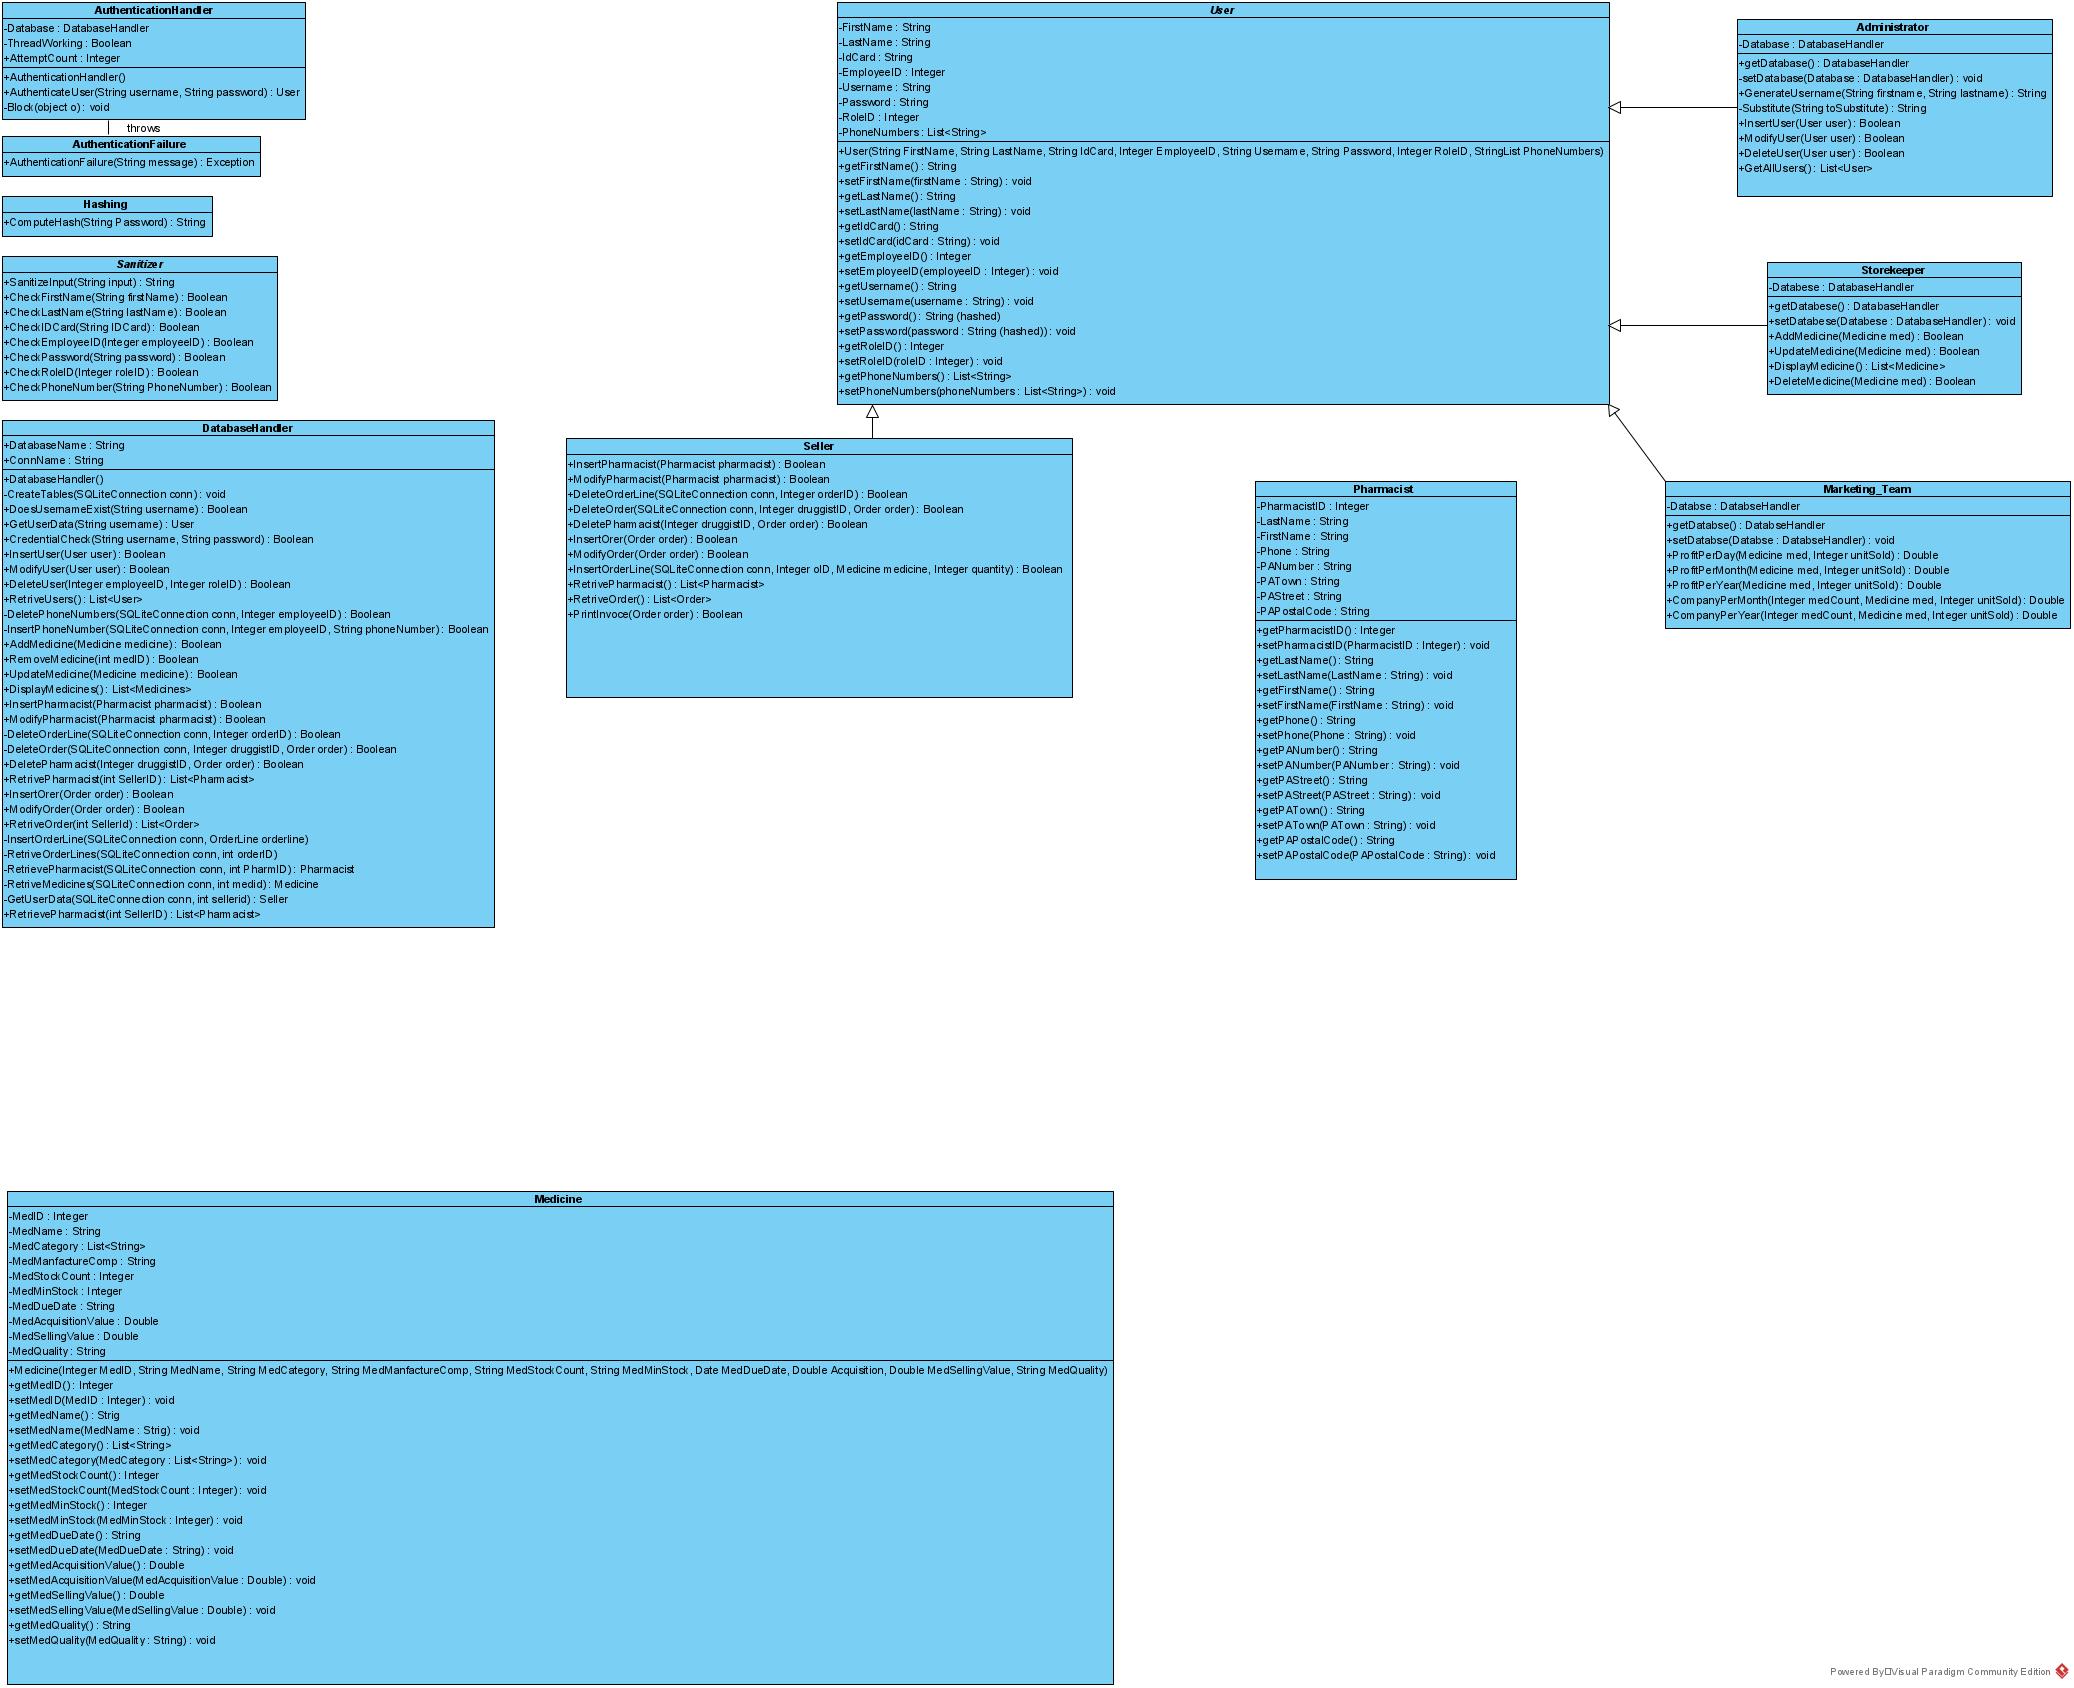 AuthenticationHandler
-Database : DatabaseHandler
-ThreadWorking : Boolean
+AttemptCount : Integer
+AuthenticationHandler()
+AuthenticateUser(String username, String password) : User
-Block(object o) : void
throws
AuthenticationFailure
+AuthenticationFailure(String message) : Exception
Hashing
+ComputeHash(String Password) : String
Sanitizer
+SanitizeInput(String input) : String
+CheckFirstName(String firstName) : Boolean
+CheckLastName(String lastName) : Boolean
+CheckIDCard(String IDCard) : Boolean
+CheckEmployeeID(Integer employeeID) : Boolean
+CheckPassword(String password) : Boolean
+CheckRoleID(Integer roleID) : Boolean
+CheckPhoneNumber(String PhoneNumber) : Boolean
DatabaseHandler
+DatabaseName : String
+ConnName : String
+DatabaseHandler()
-CreateTables(SQLiteConnection conn) : void
+DoesUsernameExist(String username) : Boolean
+GetUserData(String username) : User
+CredentialCheck(String username, String password) : Boolean
+InsertUser(User user) : Boolean
+ModifyUser(User user) : Boolean
+DeleteUser(Integer employeeID, Integer roleID) : Boolean
+RetriveUsers() : List<User>
-DeletePhoneNumbers(SQLiteConnection conn, Integer employeeID) : Boolean
-InsertPhoneNumber(SQLiteConnection conn, Integer employeeID, String phoneNumber) : Boolean
+AddMedicine(Medicine medicine) : Boolean
+RemoveMedicine(int medID) : Boolean
+UpdateMedicine(Medicine medicine) : Boolean
+DisplayMedicines() : List<Medicines>
+InsertPharmacist(Pharmacist pharmacist) : Boolean
+ModifyPharmacist(Pharmacist pharmacist) : Boolean
-DeleteOrderLine(SQLiteConnection conn, Integer orderID) : Boolean
-DeleteOrder(SQLiteConnection conn, Integer druggistID, Order order) : Boolean
+DeletePharmacist(Integer druggistID, Order order) : Boolean
+RetrivePharmacist(int SellerID) : List<Pharmacist>
+InsertOrer(Order order) : Boolean
+ModifyOrder(Order order) : Boolean
+RetriveOrder(int SellerId) : List<Order>
-InsertOrderLine(SQLiteConnection conn, OrderLine orderline)
-RetriveOrderLines(SQLiteConnection conn, int orderID)
-RetrievePharmacist(SQLiteConnection conn, int PharmID) : Pharmacist
-RetriveMedicines(SQLiteConnection conn, int medid) : Medicine
-GetUserData(SQLiteConnection conn, int sellerid) : Seller
+RetrievePharmacist(int SellerID) : List<Pharmacist>
User
-FirstName : String
-LastName : String
-IdCard : String
-EmployeeID : Integer
-Username : String
-Password : String
-RoleID : Integer
-PhoneNumbers : List<String>
+User(String FirstName, String LastName, String IdCard, Integer EmployeeID, String Username, String Password, Integer RoleID, StringList PhoneNumbers)
+getFirstName() : String
+setFirstName(firstName : String) : void
+getLastName() : String
+setLastName(lastName : String) : void
+getIdCard() : String
+setIdCard(idCard : String) : void
+getEmployeeID() : Integer
+setEmployeeID(employeeID : Integer) : void
+getUsername() : String
+setUsername(username : String) : void
+getPassword() : String (hashed)
+setPassword(password : String (hashed)) : void
+getRoleID() : Integer
+setRoleID(roleID : Integer) : void
+getPhoneNumbers() : List<String>
+setPhoneNumbers(phoneNumbers : List<String>) : void
Administrator
-Database : DatabaseHandler
+getDatabase() : DatabaseHandler
-setDatabase(Database : DatabaseHandler) : void
+GenerateUsername(String firstname, String lastname) : String
-Substitute(String toSubstitute) : String
+InsertUser(User user) : Boolean
+ModifyUser(User user) : Boolean
+DeleteUser(User user) : Boolean
+GetAllUsers() : List<User>
Storekeeper
-Databese : DatabaseHandler
+getDatabese() : DatabaseHandler
+setDatabese(Databese : DatabaseHandler) : void
+AddMedicine(Medicine med) : Boolean
+UpdateMedicine(Medicine med) : Boolean
+DisplayMedicine() : List<Medicine>
+DeleteMedicine(Medicine med) : Boolean
Seller
+InsertPharmacist(Pharmacist pharmacist) : Boolean
+ModifyPharmacist(Pharmacist pharmacist) : Boolean
+DeleteOrderLine(SQLiteConnection conn, Integer orderID) : Boolean
+DeleteOrder(SQLiteConnection conn, Integer druggistID, Order order) : Boolean
+DeletePhamacist(Integer druggistID, Order order) : Boolean
+InsertOrer(Order order) : Boolean
+ModifyOrder(Order order) : Boolean
+InsertOrderLine(SQLiteConnection conn, Integer oID, Medicine medicine, Integer quantity) : Boolean
+RetrivePharmacist() : List<Pharmacist>
+RetriveOrder() : List<Order>
+PrintInvoce(Order order) : Boolean
Pharmacist
-PharmacistID : Integer
-LastName : String
-FirstName : String
-Phone : String
-PANumber : String
-PATown : String
-PAStreet : String
-PAPostalCode : String
+getPharmacistID() : Integer
+setPharmacistID(PharmacistID : Integer) : void
+getLastName() : String
+setLastName(LastName : String) : void
+getFirstName() : String
+setFirstName(FirstName : String) : void
+getPhone() : String
+setPhone(Phone : String) : void
+getPANumber() : String
+setPANumber(PANumber : String) : void
+getPAStreet() : String
+setPAStreet(PAStreet : String) : void
+getPATown() : String
+setPATown(PATown : String) : void
+getPAPostalCode() : String
+setPAPostalCode(PAPostalCode : String) : void
Marketing_Team
-Databse : DatabseHandler
+getDatabse() : DatabseHandler
+setDatabse(Databse : DatabseHandler) : void
+ProfitPerDay(Medicine med, Integer unitSold) : Double
+ProfitPerMonth(Medicine med, Integer unitSold) : Double
+ProfitPerYear(Medicine med, Integer unitSold) : Double
+CompanyPerMonth(Integer medCount, Medicine med, Integer unitSold) : Double
+CompanyPerYear(Integer medCount, Medicine med, Integer unitSold) : Double
Medicine
-MedID : Integer
-MedName : String
-MedCategory : List<String>
-MedManfactureComp : String
-MedStockCount : Integer
-MedMinStock : Integer
-MedDueDate : String
-MedAcquisitionValue : Double
-MedSellingValue : Double
-MedQuality : String
+Medicine(Integer MedID, String MedName, String MedCategory, String MedManfactureComp, String MedStockCount, String MedMinStock, Date MedDueDate, Double Acquisition, Double MedSellingValue, String MedQuality)
+getMedID() : Integer
+setMedID(MedID : Integer) : void
+getMedName() : Strig
+setMedName(MedName : Strig) : void
+getMedCategory() : List<String>
+setMedCategory(MedCategory : List<String>) : void
+getMedStockCount() : Integer
+setMedStockCount(MedStockCount : Integer) : void
+getMedMinStock() : Integer
+setMedMinStock(MedMinStock : Integer) : void
+getMedDueDate() : String
+setMedDueDate(MedDueDate : String) : void
+getMedAcquisitionValue() : Double
+setMedAcquisitionValue(MedAcquisitionValue : Double) : void
+getMedSellingValue() : Double
+setMedSellingValue(MedSellingValue : Double) : void
+getMedQuality() : String
+setMedQuality(MedQuality : String) : void
Powered By□Visual Paradigm Community Edition